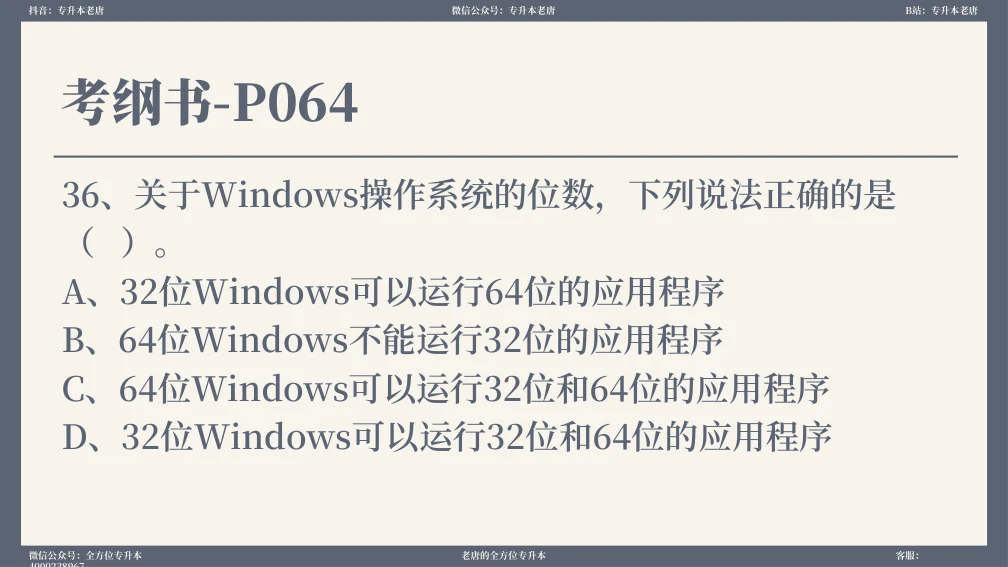 抖音：专升本老唐
微信公众号：专升本老唐
B站：专升本老唐
考纲书-P064
36、关于Windows操作系统的位数，下列说法正确的是
（  ）。
A、32位Windows可以运行64位的应用程序
B、64位Windows不能运行32位的应用程序
C、64位Windows可以运行32位和64位的应用程序
D、32位Windows可以运行32位和64位的应用程序
微信公众号：全方位专升本
老唐的全方位专升本
客服：
4000238967